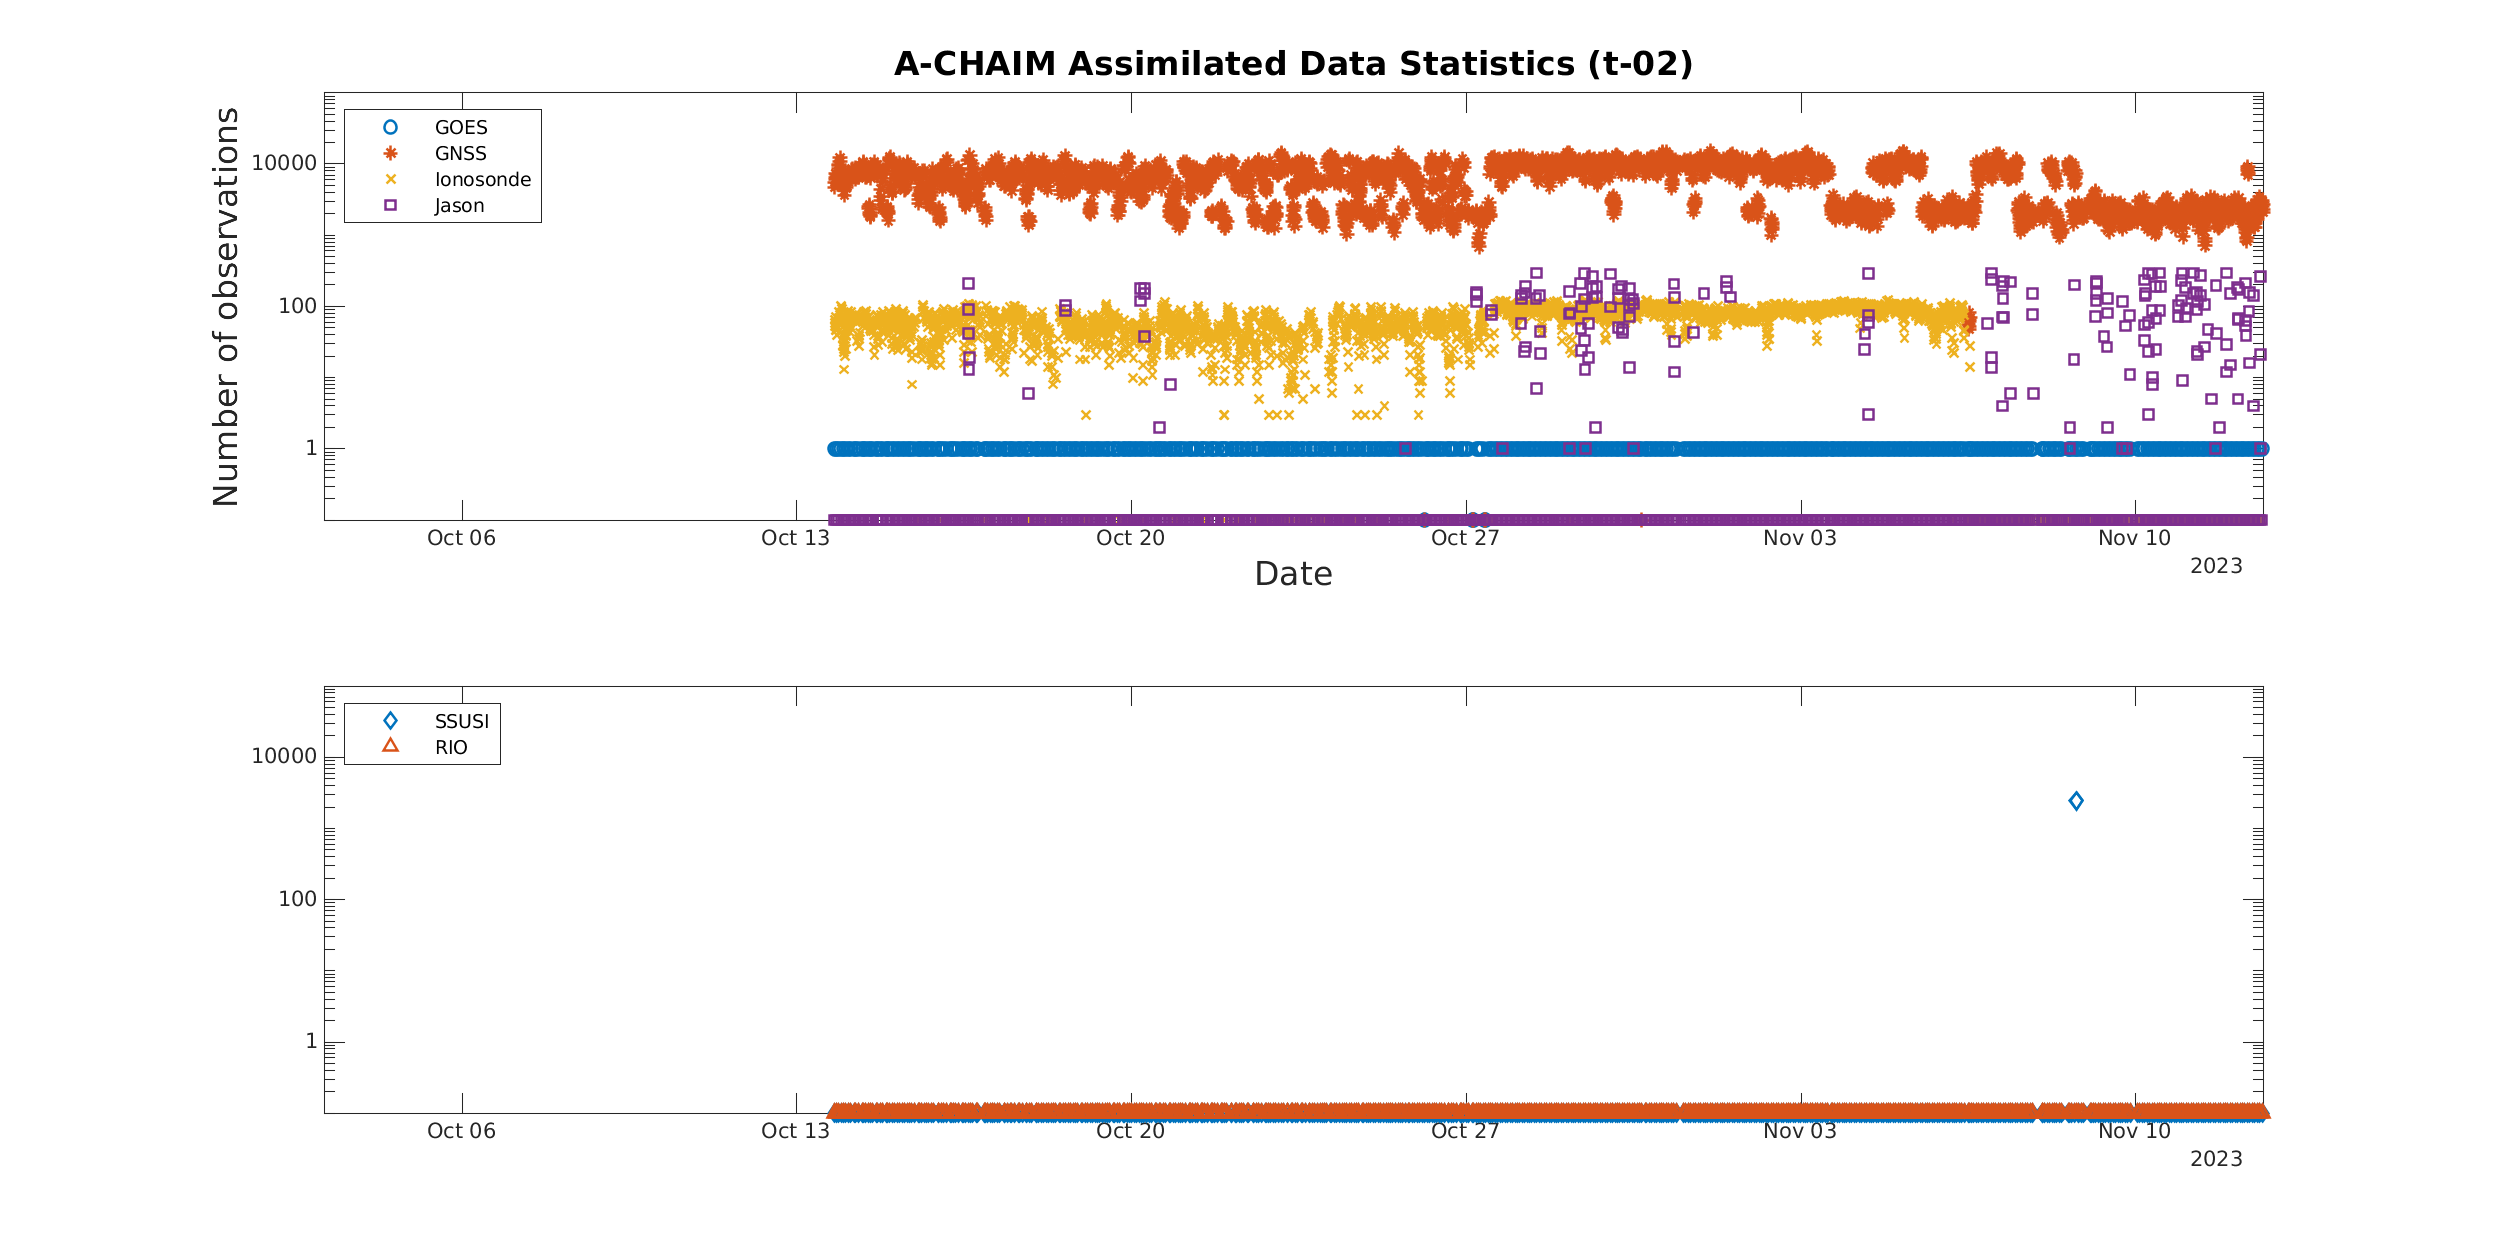 A-CHAIM Assimilated Data Statistics (t-02)
Number of observations
10000
100
1
GOES
GNSS
Ionosonde
Jason
Oct 06 Oct 13 Oct 20 Oct 27 Nov 03 Nov 10
2023
Date
10000
100
1
SSUSI
RIO
Oct 06 Oct 13 Oct 20 Oct 27 Nov 03 Nov 10
2023